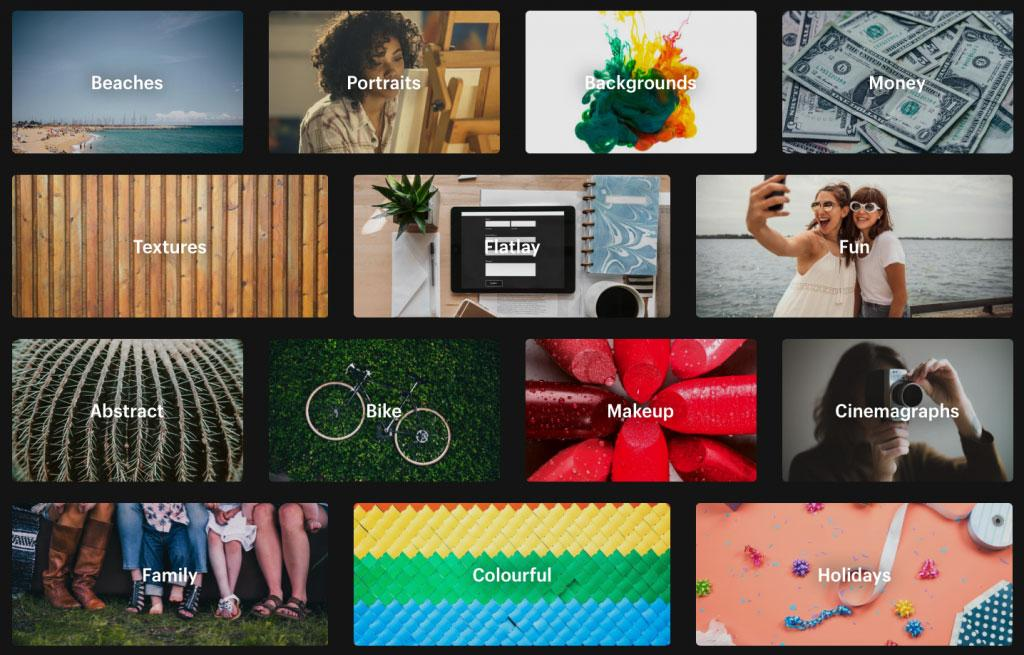 Beaches
Portraits
Backgrounds
Money
Textures
Flatlay
Fun
Abstract
Bike
Makeup
Cinemagraphs
Family
Colourful
Holidays